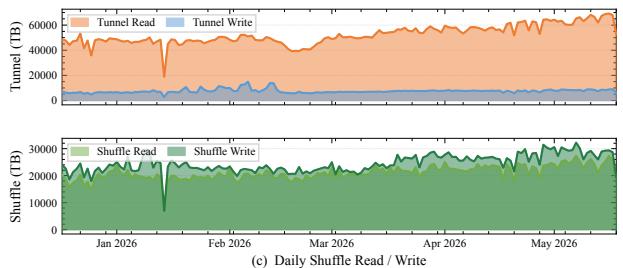 Tunnel Read Tunnel Write
Tunnel (TB)
60000
40000
20000
0
Shuffle Read Shuffle Write
Shuffle (TB)
30000
20000
10000
0
Jan 2026 Feb 2026 Mar 2026 Apr 2026 May 2026
(c) Daily Shuffle Read / Write